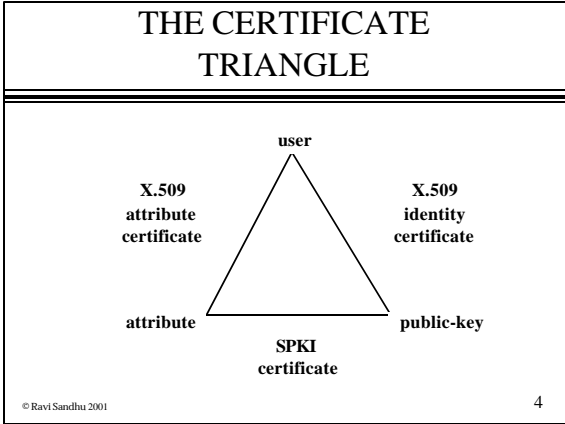 THE CERTIFICATE
TRIANGLE
user
X.509
attribute
certificate
X.509
identity
certificate
attribute
public-key
SPKI
certificate
© Ravi Sandhu 2001
4